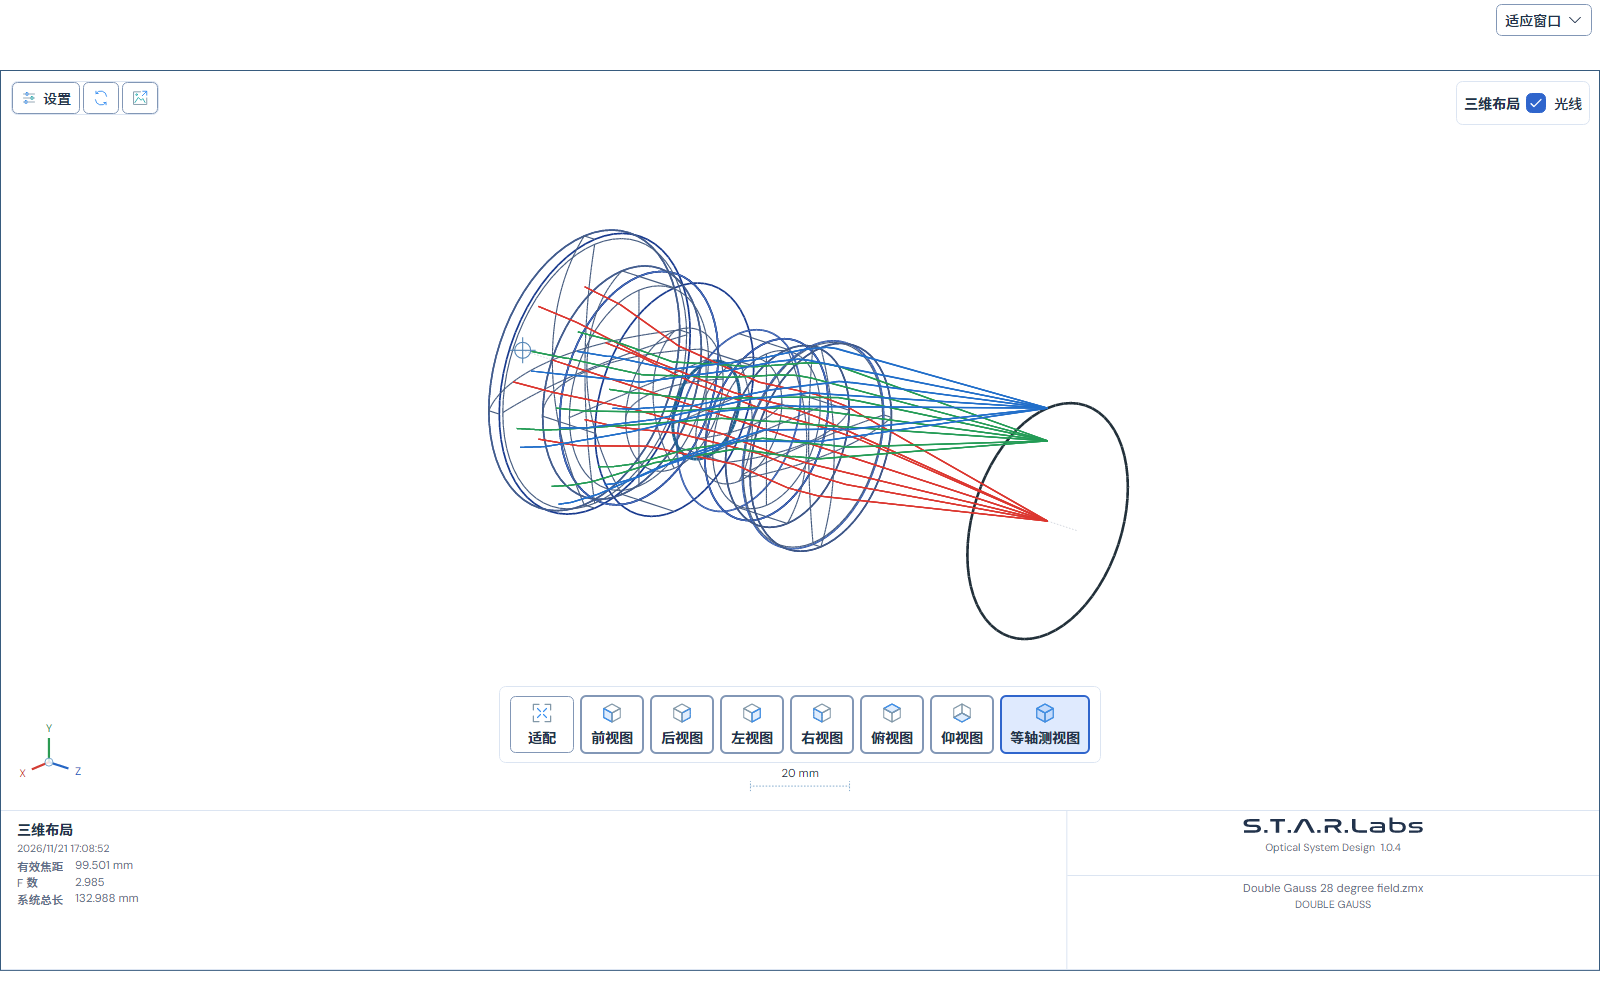 适应窗口
设置
三维布局 光线
Y
X
Z
适配 前视图 后视图 左视图 右视图 俯视图 仰视图 等轴测视图
20 mm
三维布局
2026/11/21 17:08:52
有效焦距 99.501 mm
F 数 2.985
系统总长 132.988 mm
S.T.A.R.Labs
Optical System Design 1.0.4
Double Gauss 28 degree field.zmx
DOUBLE GAUSS